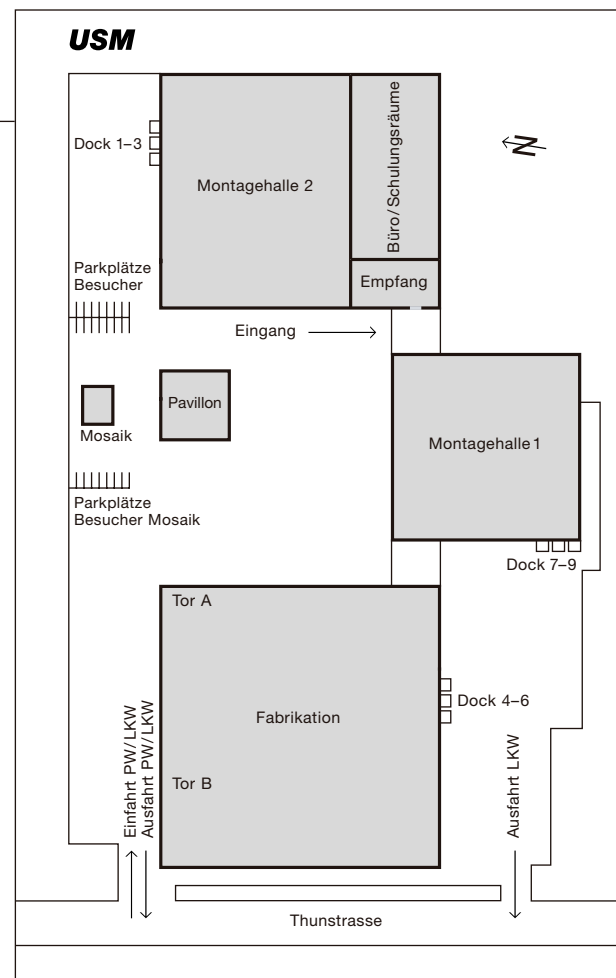 USM
Dock 1–3
Montagehalle 2
Büro/Schulungsräume
N
Parkplätze
Besucher
Empfang
Eingang
Pavillon
Mosaik
Montagehalle 1
Parkplätze
Besucher Mosaik
Dock 7–9
Tor A
Dock 4–6
Fabrikation
Einfahrt PW/LKW
Ausfahrt PW/LKW
Tor B
Ausfahrt LKW
Thunstrasse